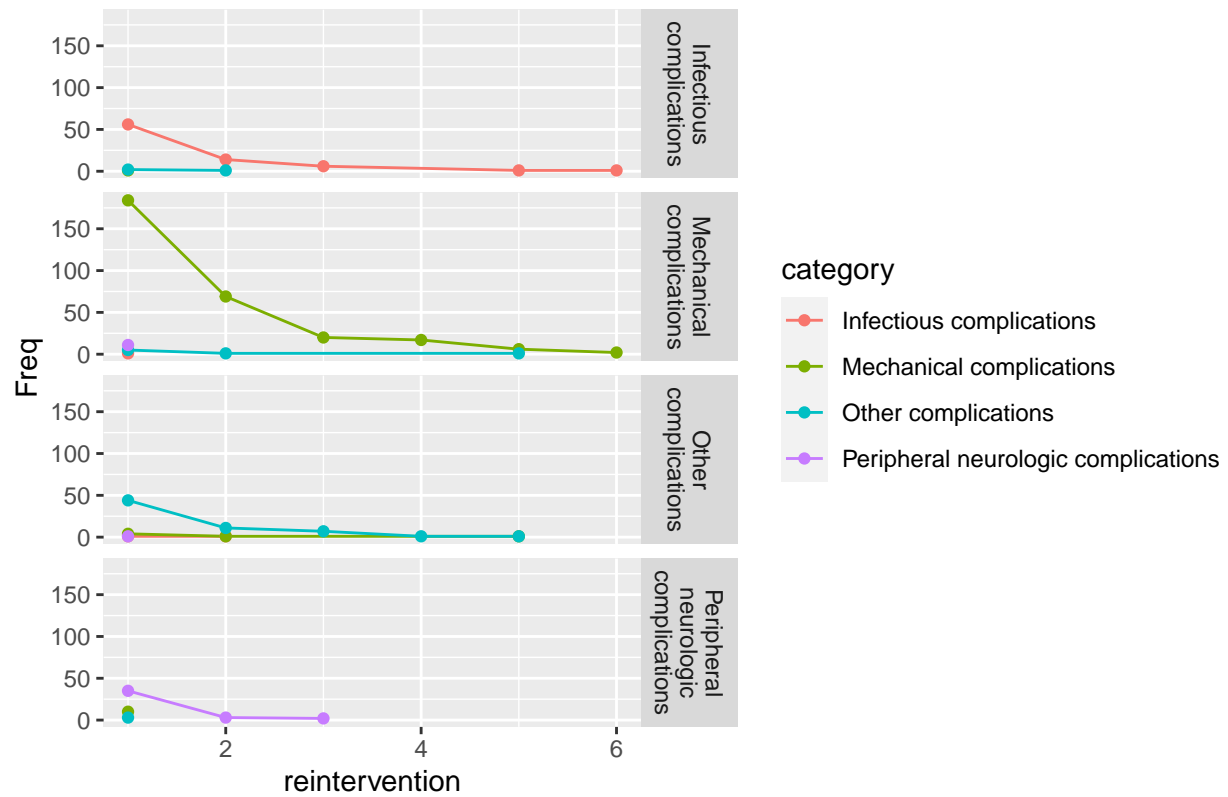 150
100
50
0
Infectious
complications
150
100
50
0
Mechanical
complications
150
100
50
0
Other
complications
150
100
50
0
Peripheral
neurologic
complications
2
4
6
reintervention
Freq
category
Infectious complications
Mechanical complications
Other complications
Peripheral neurologic complications